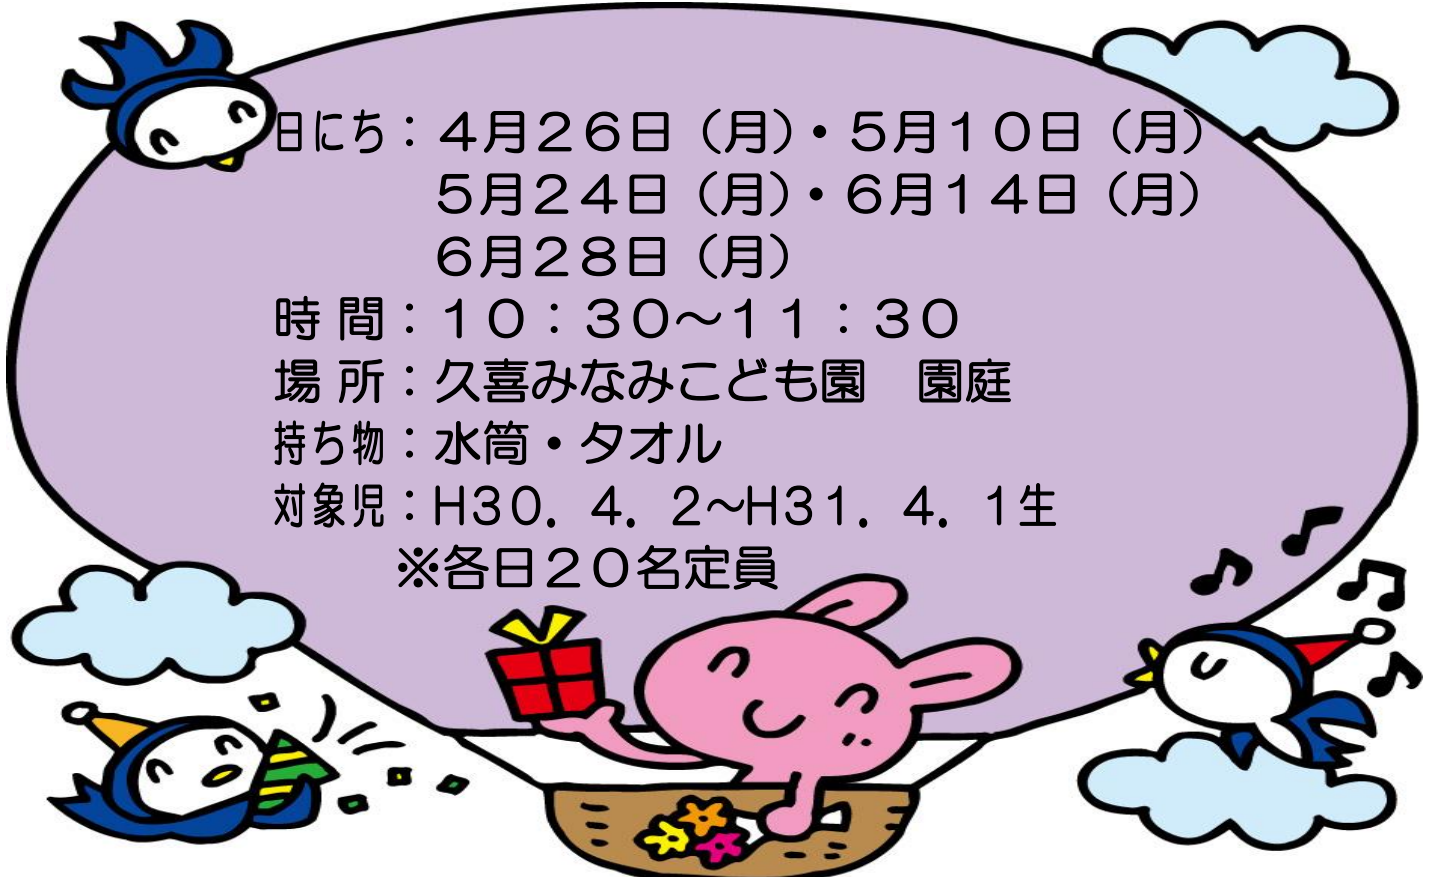 日にち：４月２６日（月）・５月１０日（月）
５月２４日（月）・６月１４日（月）
６月２８日（月）
時 間：１０：３０～１１：３０
場 所：久喜みなみこども園　園庭
持ち物：水筒・タオル
対象児：H３０．４．２～H３１．４．１生
※各日２０名定員